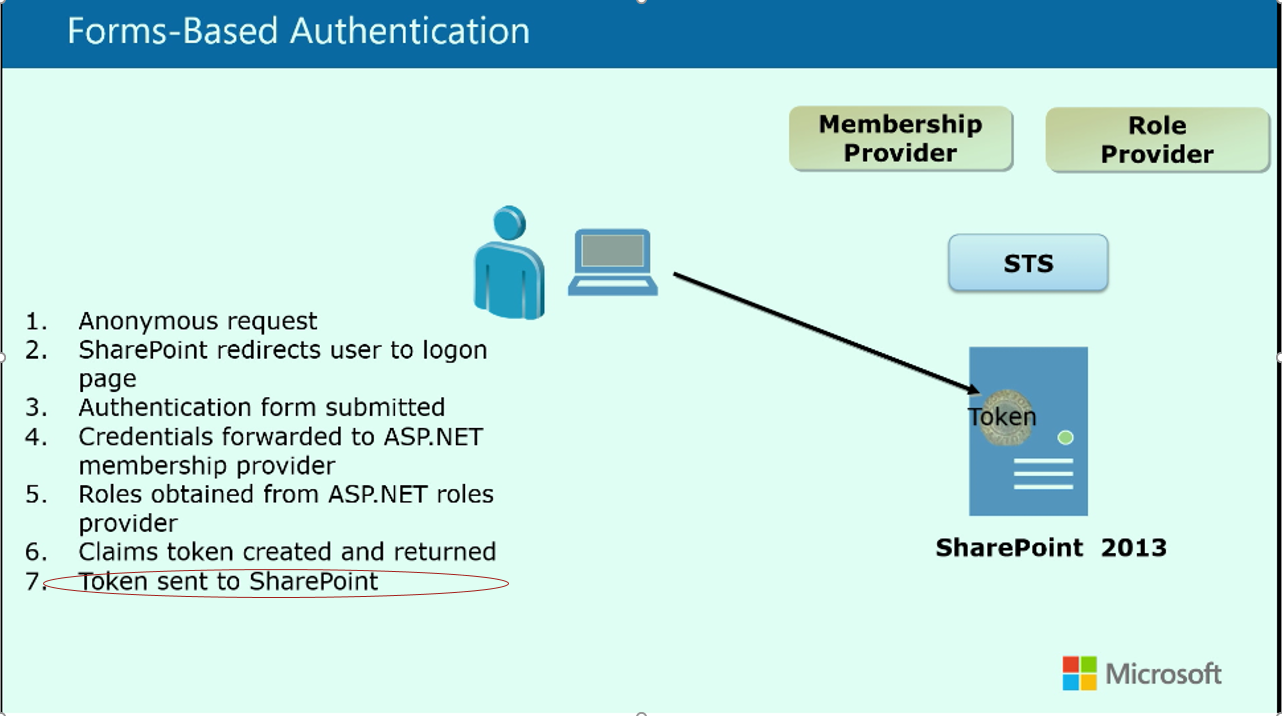 Forms-Based Authentication
Membership
Provider
Role
Provider
STS
1. Anonymous request
2. SharePoint redirects user to logon
page
3. Authentication form submitted
4. Credentials forwarded to ASP.NET
membership provider
5. Roles obtained from ASP.NET roles
provider
6. Claims token created and returned
7. Token sent to SharePoint
Token
SharePoint 2013
Microsoft